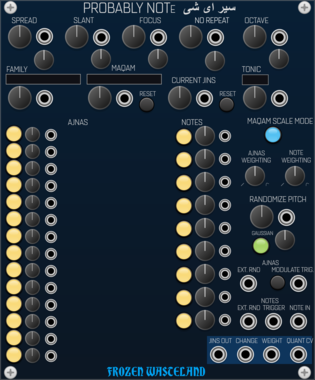 PROBABLY NOTE سیر ای شی
SPREAD SLANT FOCUS NO REPEAT OCTAVE
FAMILY MAQAM CURRENT JINS TONIC
RESET RESET
AJNAS NOTES MAQAM SCALE MODE
AJNAS WEIGHTING NOTE WEIGHTING
RANDOMIZE PITCH
GAUSSIAN
AJNAS
EXT. RND MODULATE TRIG
NOTES
EXT. RND TRIGGER NOTE IN
JINS OUT CHANGE WEIGHT QUANT CV
FROZEN WASTELAND